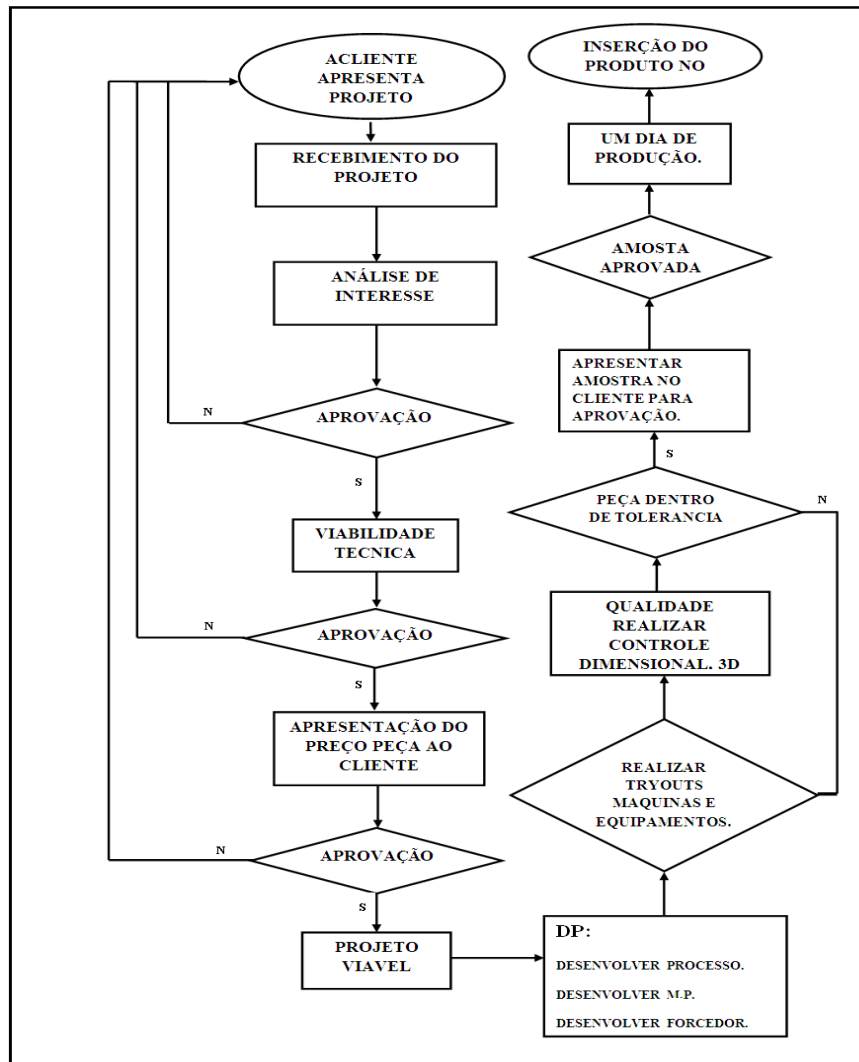 ACLIENTE
APRESENTA
PROJETO
RECEBIMENTO DO
PROJETO
ANÁLISE DE
INTERESSE
APROVAÇÃO
N
S
VIABILIDADE
TECNICA
APROVAÇÃO
N
S
APRESENTAÇÃO DO
PREÇO PEÇA AO
CLIENTE
APROVAÇÃO
N
S
PROJETO
VIAVEL
DP:
DESENVOLVER PROCESSO.
DESENVOLVER M.P.
DESENVOLVER FORCEDOR.
REALIZAR
TRYOUTS
MAQUINAS E
EQUIPAMENTOS.
QUALIDADE
REALIZAR
CONTROLE
DIMENSIONAL. 3D
PEÇA DENTRO
DE TOLERANCIA
N
S
APRESENTAR
AMOSTRA NO
CLIENTE PARA
APROVAÇÃO.
AMOSTA
APROVADA
UM DIA DE
PRODUÇÃO.
INSERÇÃO DO
PRODUTO NO